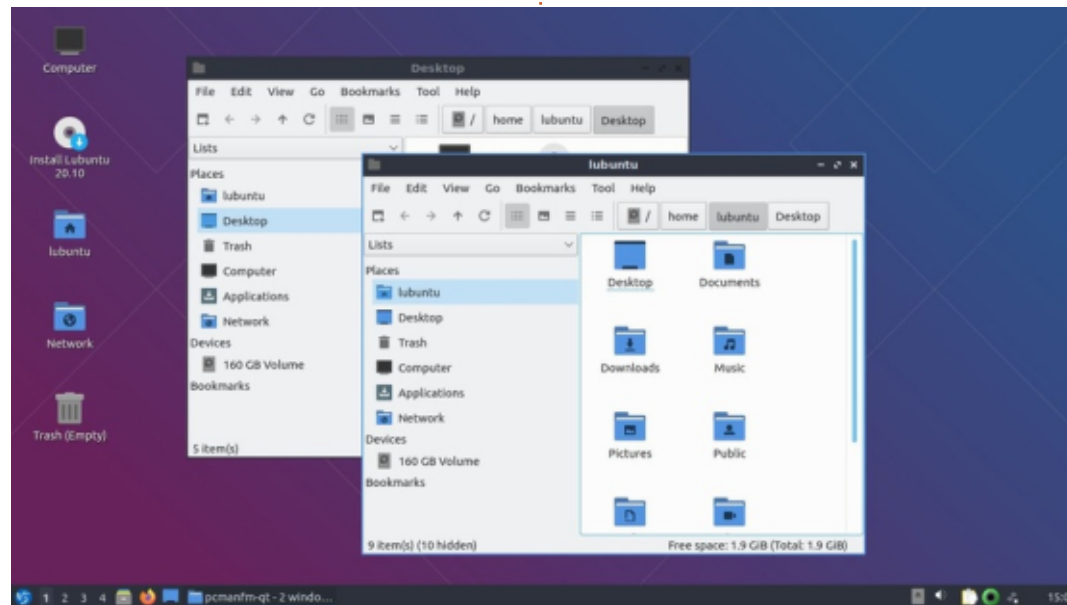 Computer
Install Lubuntu
20.10
lubuntu
Network
Trash (Empty)
Desktop
File Edit View Go Bookmarks Tool Help
/ home lubuntu Desktop
Lists
Places
lubuntu
Desktop
Trash
Computer
Applications
Network
Devices
160 GB Volume
Bookmarks
5 item(s)
lubuntu
File Edit View Go Bookmarks Tool Help
/ home lubuntu Desktop
Lists
Places
lubuntu
Desktop
Trash
Computer
Applications
Network
Devices
160 GB Volume
Bookmarks
Desktop Documents
Downloads Music
Pictures Public
9 item(s) (10 hidden) Free space: 1.9 GiB (Total: 1.9 GiB)
1 2 3 4 pcmanfm-qt - 2 windo...